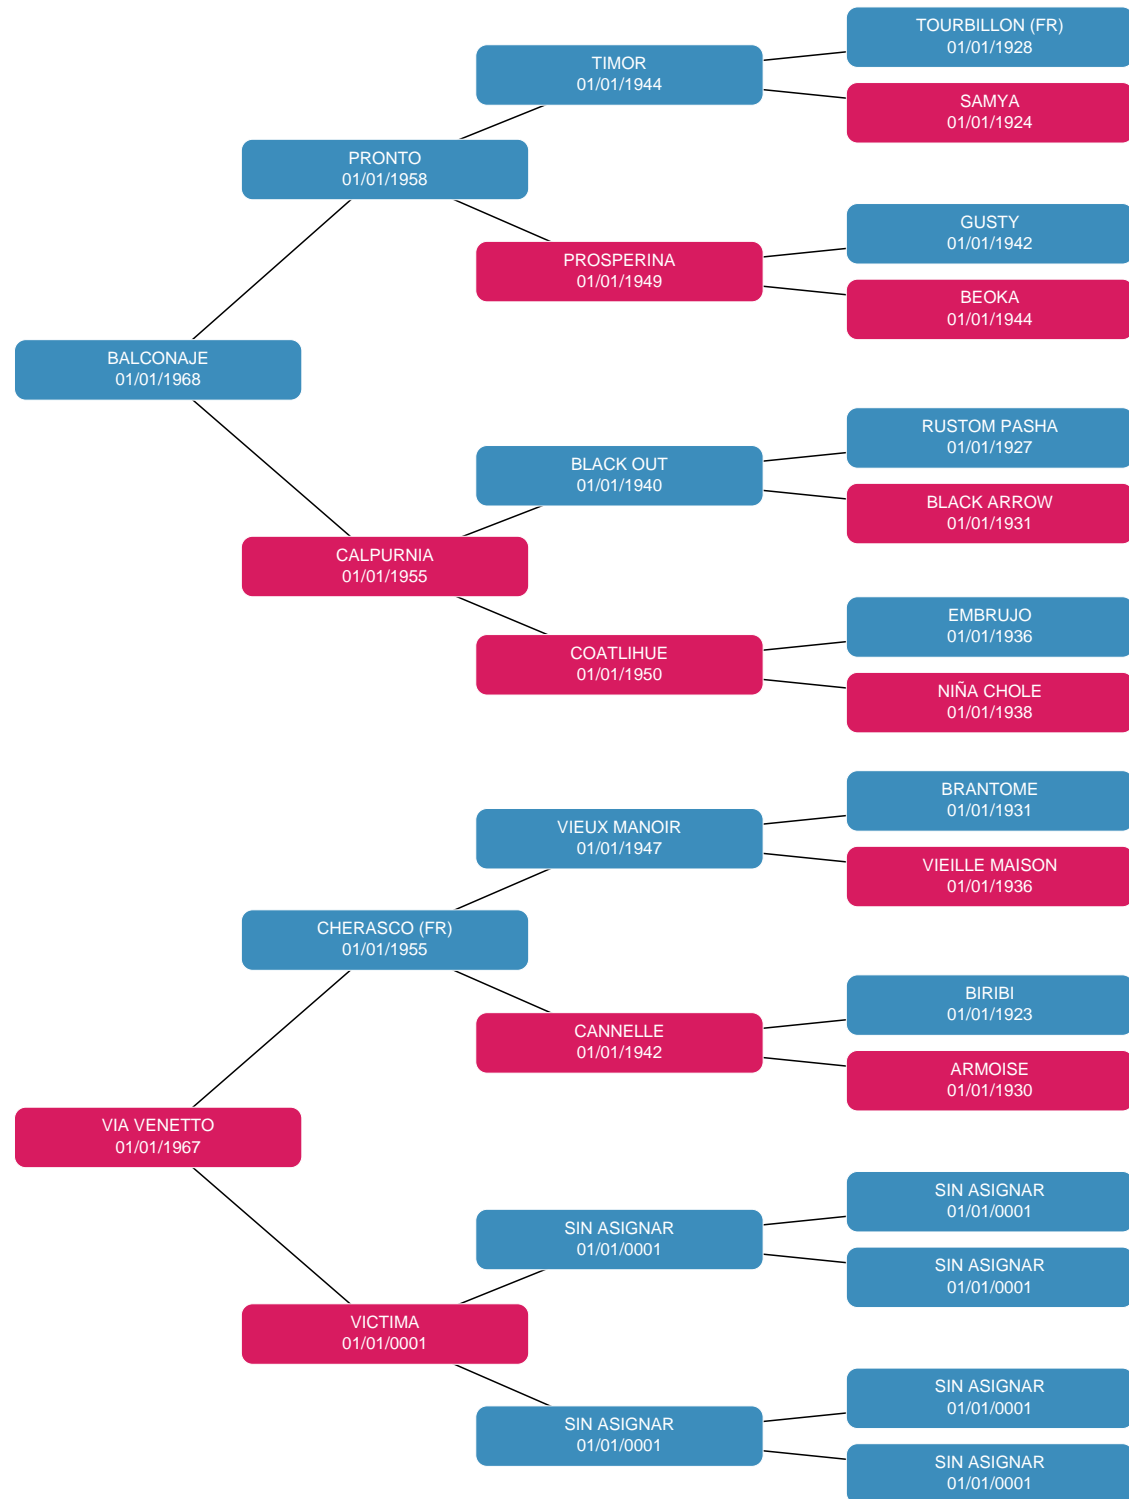 TOURBILLON (FR)
01/01/1928
TIMOR
01/01/1944
SAMYA
01/01/1924
PRONTO
01/01/1958
GUSTY
01/01/1942
PROSPERINA
01/01/1949
BEOKA
01/01/1944
BALCONAJE
01/01/1968
RUSTOM PASHA
01/01/1927
BLACK OUT
01/01/1940
BLACK ARROW
01/01/1931
CALPURNIA
01/01/1955
EMBRUJO
01/01/1936
COATLIHUE
01/01/1950
NIÑA CHOLE
01/01/1938
BRANTOME
01/01/1931
VIEUX MANOIR
01/01/1947
VIEILLE MAISON
01/01/1936
CHERASCO (FR)
01/01/1955
BIRIBI
01/01/1923
CANNELLE
01/01/1942
ARMOISE
01/01/1930
VIA VENETTO
01/01/1967
SIN ASIGNAR
01/01/0001
SIN ASIGNAR
01/01/0001
SIN ASIGNAR
01/01/0001
VICTIMA
01/01/0001
SIN ASIGNAR
01/01/0001
SIN ASIGNAR
01/01/0001
SIN ASIGNAR
01/01/0001